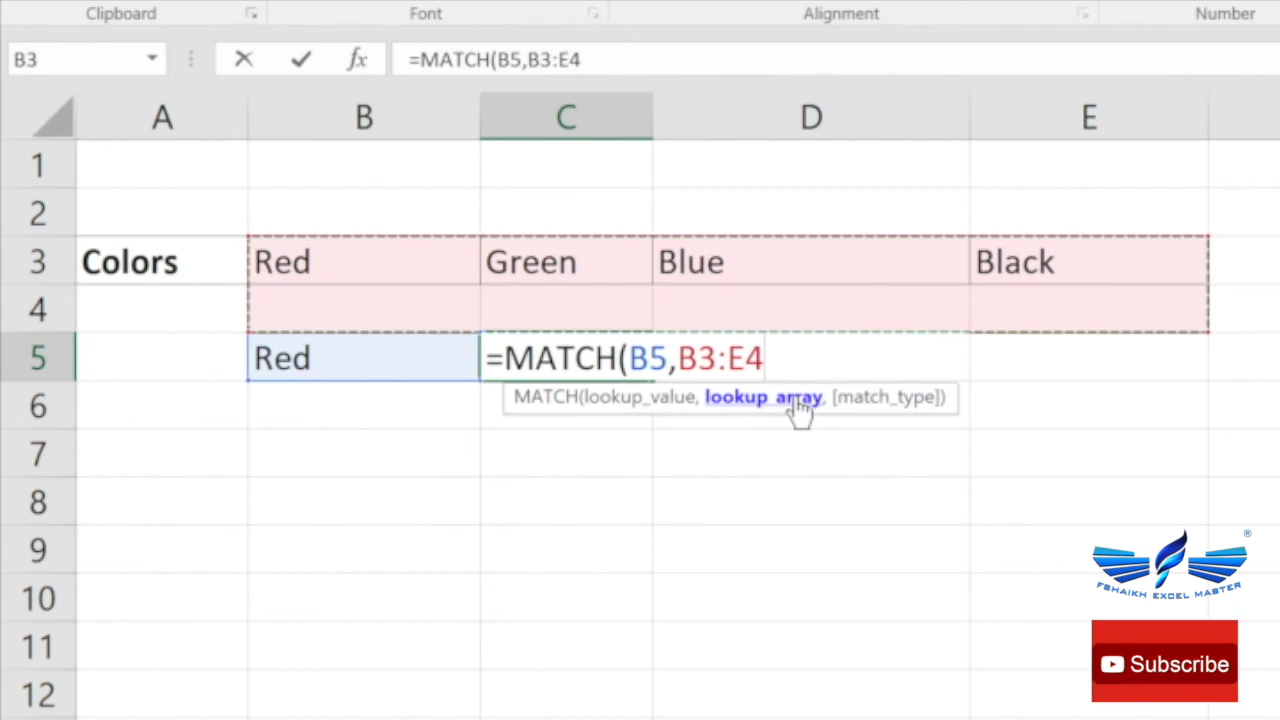 Clipboard Font Alignment Number
B3 fx =MATCH(B5,B3:E4
A B C D E
1
2
3 Colors Red Green Blue Black
4
5 Red =MATCH(B5,B3:E4
6 MATCH(lookup_value, lookup_array, [match_type])
7
8
9
®
10 FSHAIKH EXCEL MASTER
11 Subscribe
12